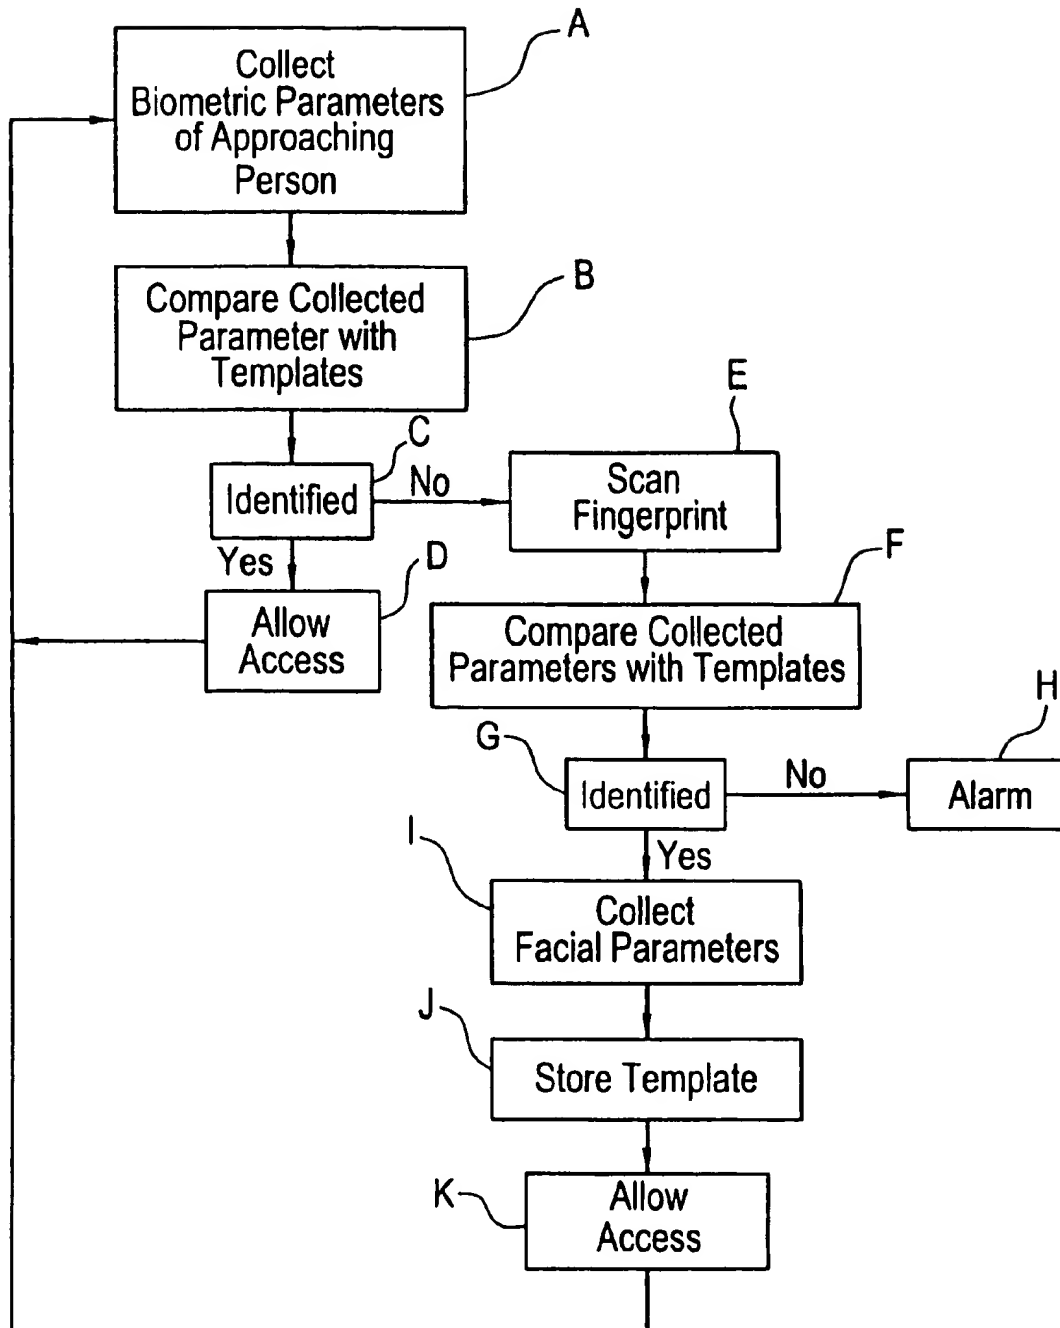 A
Collect
Biometric Parameters
of Approaching
Person
B
Compare Collected
Parameter with
Templates
C
Identified
No
E
Scan
Fingerprint
Yes
D
Allow
Access
F
Compare Collected
Parameters with Templates
G
Identified
No
H
Alarm
Yes
I
Collect
Facial Parameters
J
Store Template
K
Allow
Access